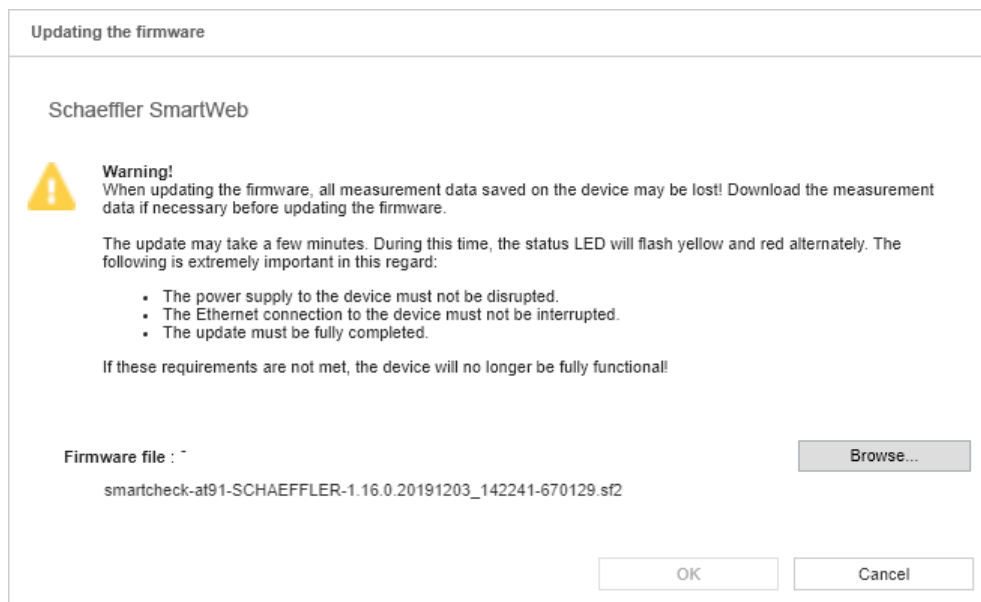 Updating the firmware
Schaeffler SmartWeb
Warning!
When updating the firmware, all measurement data saved on the device may be lost! Download the measurement
data if necessary before updating the firmware.
The update may take a few minutes. During this time, the status LED will flash yellow and red alternately. The
following is extremely important in this regard:
• The power supply to the device must not be disrupted.
• The Ethernet connection to the device must not be interrupted.
• The update must be fully completed.
If these requirements are not met, the device will no longer be fully functional!
Firmware file : - Browse...
smartcheck-at91-SCHAEFFLER-1.16.0.20191203_142241-670129.sf2
OK Cancel